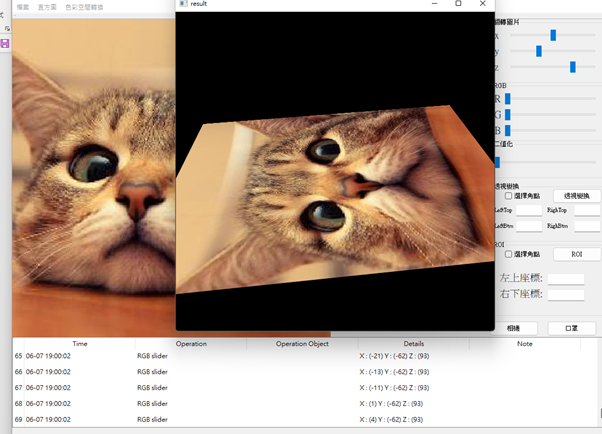 檔案 直方圖 色彩空間轉換
result
翻轉圖片
x
y
z
RGB
R
G
B
二值化
透視變換
選擇角點 透視變換
LeftTop RighTop
LeftBtm RighBtm
ROI
選擇角點 ROI
左上座標:
右下座標:
相機 口罩
Time Operation Operation Object Details Note
65 06-07 19:00:02 RGB slider X : (-21) Y : (-62) Z : (93)
66 06-07 19:00:02 RGB slider X : (-13) Y : (-62) Z : (93)
67 06-07 19:00:02 RGB slider X : (-11) Y : (-62) Z : (93)
68 06-07 19:00:02 RGB slider X : (1) Y : (-62) Z : (93)
69 06-07 19:00:02 RGB slider X : (4) Y : (-62) Z : (93)